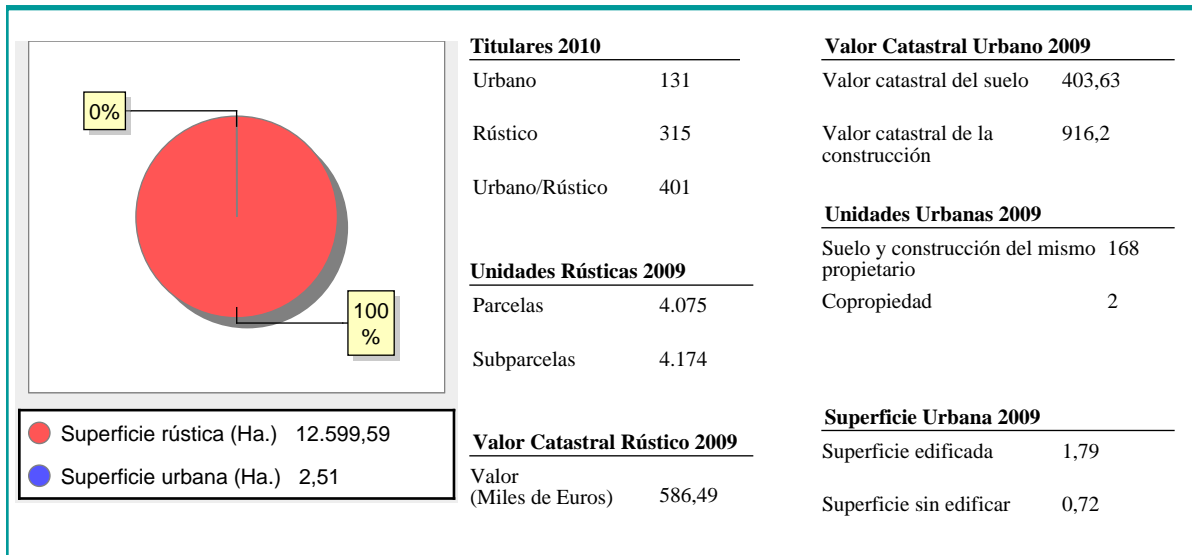 0%
100
%
Superficie rústica (Ha.) 12.599,59
Superficie urbana (Ha.) 2,51
Titulares 2010
Urbano 131
Rústico 315
Urbano/Rústico 401
Unidades Rústicas 2009
Parcelas 4.075
Subparcelas 4.174
Valor Catastral Rústico 2009
Valor
(Miles de Euros) 586,49
Valor Catastral Urbano 2009
Valor catastral del suelo 403,63
Valor catastral de la 916,2
construcción
Unidades Urbanas 2009
Suelo y construcción del mismo 168
propietario
Copropiedad 2
Superficie Urbana 2009
Superficie edificada 1,79
Superficie sin edificar 0,72